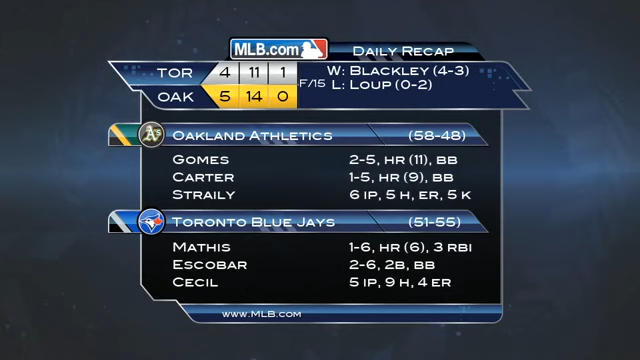 MLB.com DAILY RECAP
TOR 4 11 1 W: BLACKLEY (4-3)
F/15 L: LOUP (0-2)
OAK 5 14 0
A's OAKLAND ATHLETICS (58-48)
GOMES 2-5, HR (11), BB
CARTER 1-5, HR (9), BB
STRAILY 6 IP, 5 H, ER, 5 K
TORONTO BLUE JAYS (51-55)
MATHIS 1-6, HR (6), 3 RBI
ESCOBAR 2-6, 2B, BB
CECIL 5 IP, 9 H, 4 ER
www.MLB.com